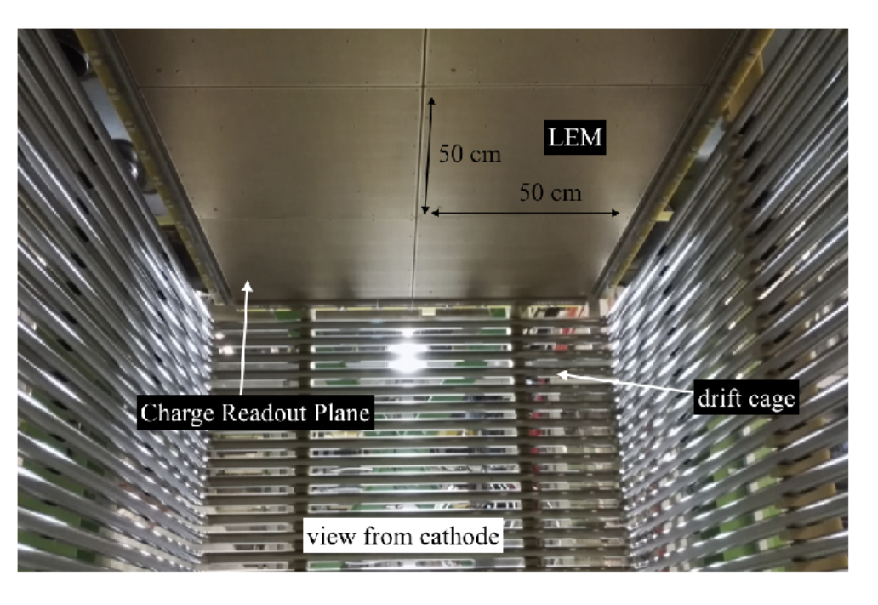 LEM
50 cm
50 cm
Charge Readout Plane
drift cage
view from cathode